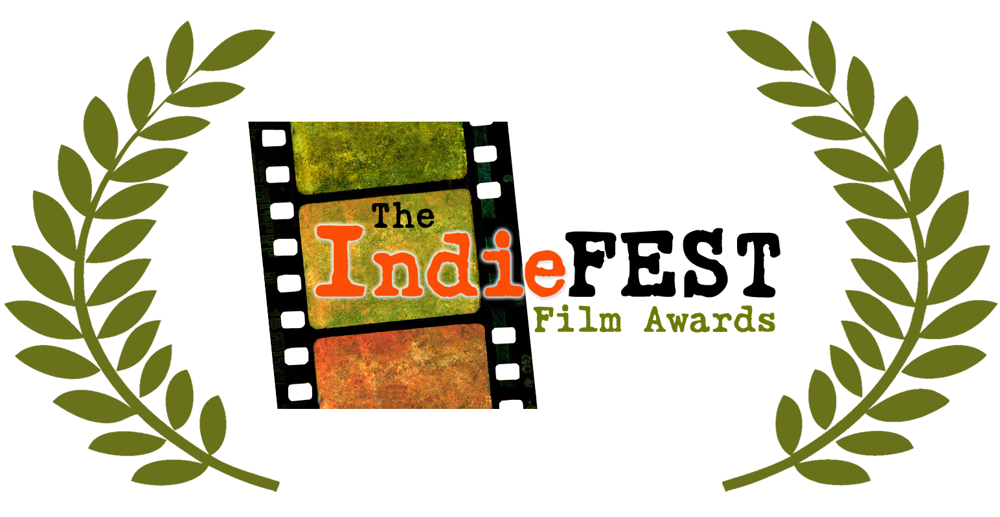 The
IndieFEST
Film Awards